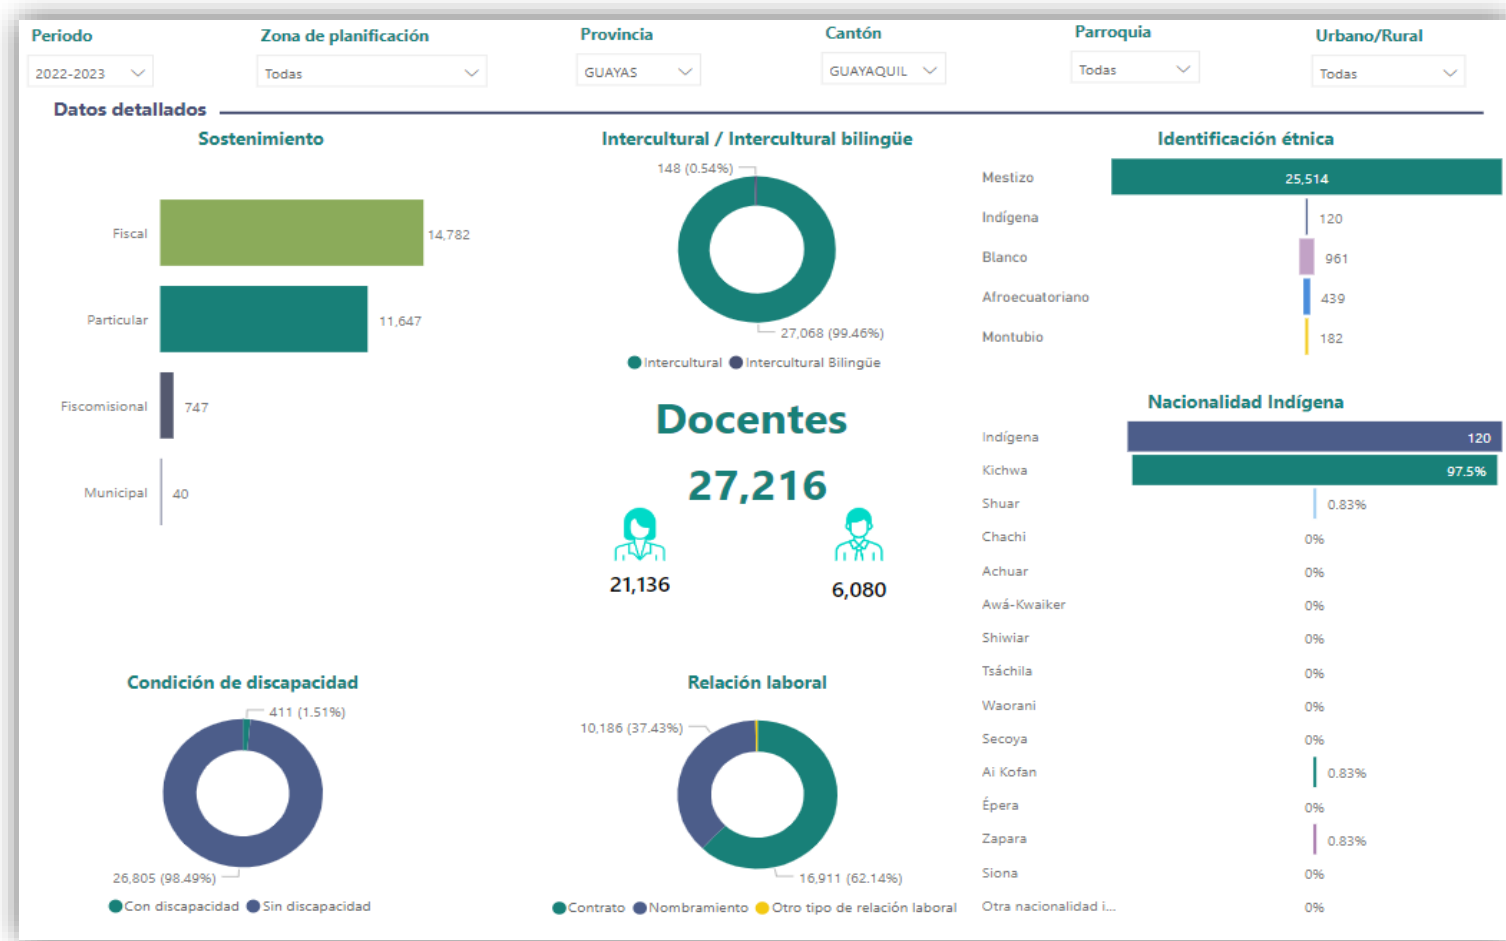 Periodo
Zona de planificación
Provincia
Cantón
Parroquia
Urbano/Rural
2022-2023
Todas
GUAYAS
GUAYAQUIL
Todas
Todas
Datos detallados
Sostenimiento
Fiscal 14,782
Particular 11,647
Fiscomisional 747
Municipal 40
Intercultural / Intercultural bilingüe
148 (0.54%)
27,068 (99.46%)
Intercultural Intercultural Bilingüe
Identificación étnica
Mestizo 25,514
Indígena 120
Blanco 961
Afroecuatoriano 439
Montubio 182
Docentes
27,216
21,136
6,080
Nacionalidad Indígena
Indígena 120
Kichwa 97.5%
Shuar 0.83%
Chachi 0%
Achuar 0%
Awá-Kwaiker 0%
Shiwiar 0%
Tsáchila 0%
Waorani 0%
Secoya 0%
Ai Kofan 0.83%
Épera 0%
Zapara 0.83%
Siona 0%
Otra nacionalidad i... 0%
Condición de discapacidad
411 (1.51%)
26,805 (98.49%)
Con discapacidad Sin discapacidad
Relación laboral
10,186 (37.43%)
16,911 (62.14%)
Contrato Nombramiento Otro tipo de relación laboral